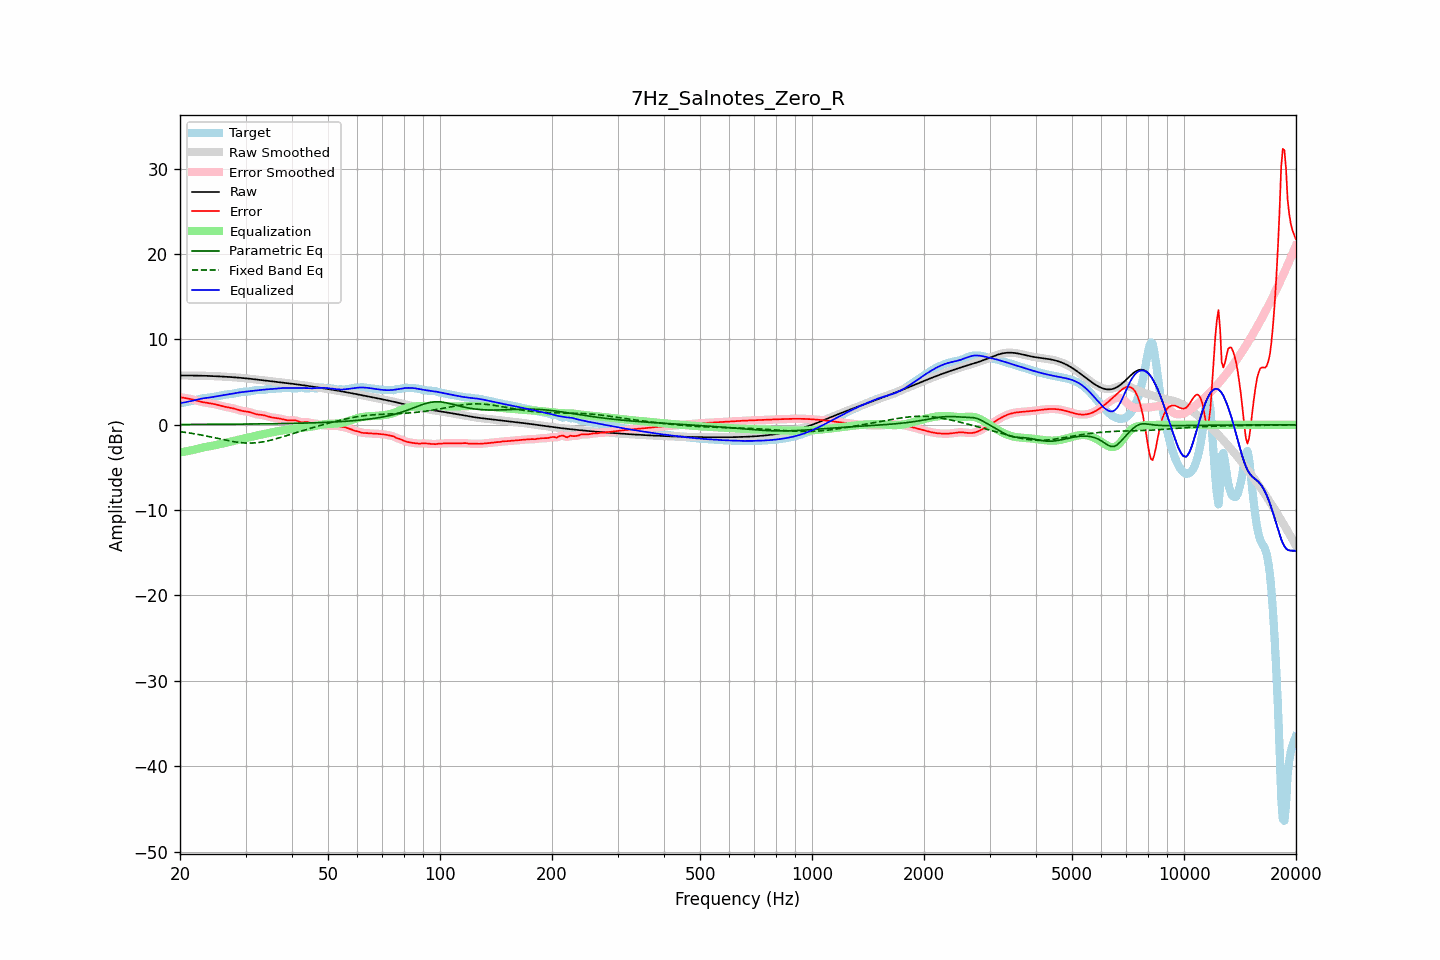 7Hz_Salnotes_Zero_R
Target
Raw Smoothed
Error Smoothed
Raw
Error
Equalization
Parametric Eq
Fixed Band Eq
Equalized
30
20
10
0
−10
−20
−30
−40
−50
Amplitude (dBr)
20 50 100 200 500 1000 2000 5000 10000 20000
Frequency (Hz)